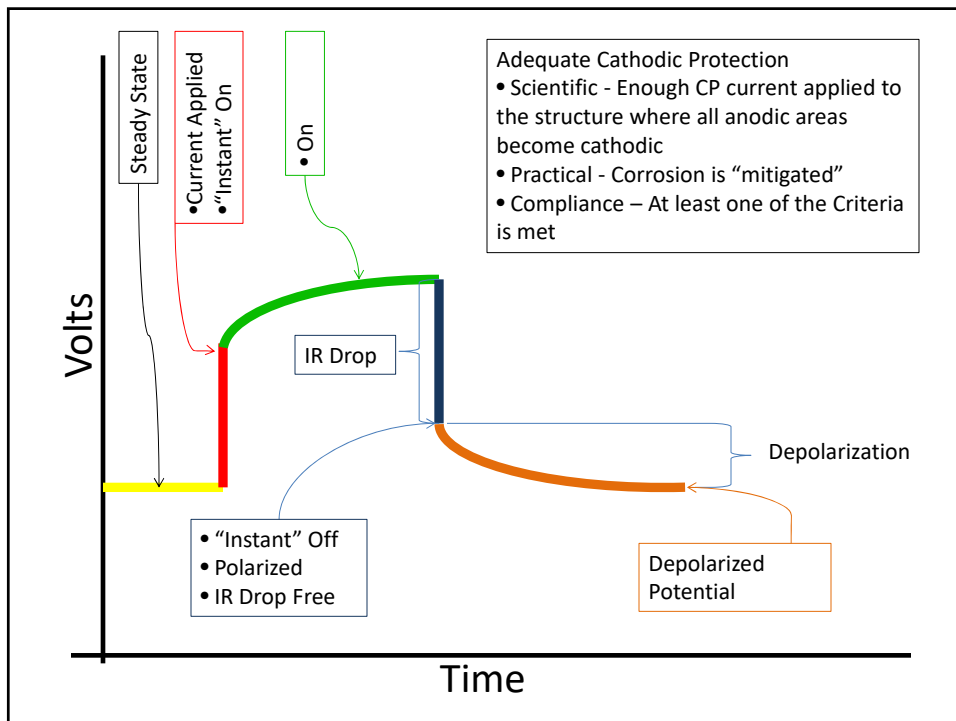 Steady State
• Current Applied
• “Instant” On
• On
Adequate Cathodic Protection
• Scientific - Enough CP current applied to
the structure where all anodic areas
become cathodic
• Practical - Corrosion is “mitigated”
• Compliance – At least one of the Criteria
is met
Volts
IR Drop
Depolarization
• “Instant” Off
• Polarized
• IR Drop Free
Depolarized
Potential
Time